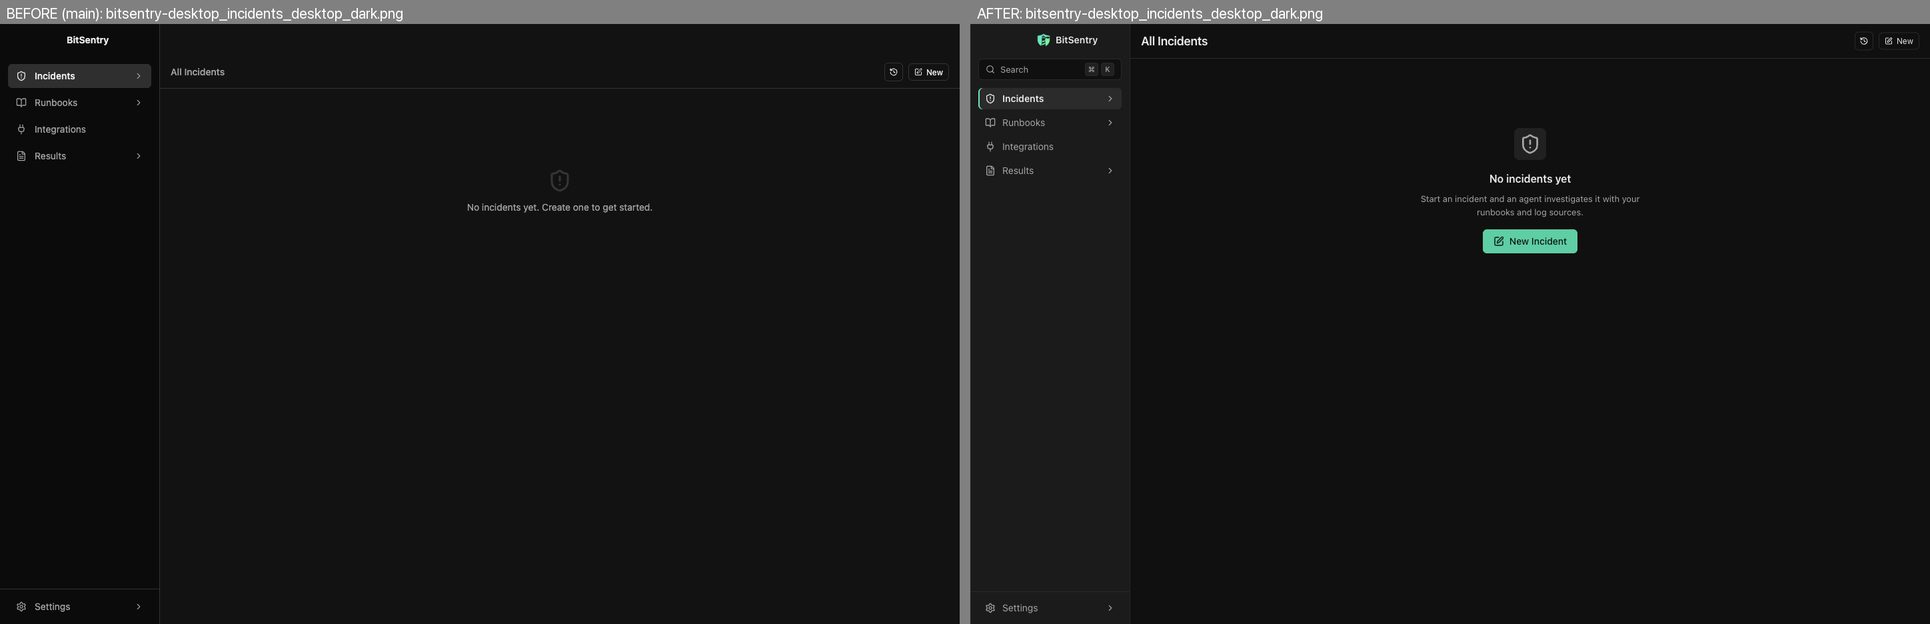 BEFORE (main): bitsentry-desktop_incidents_desktop_dark.png
BitSentry
Incidents
Runbooks
Integrations
Results
Settings
All Incidents
New
No incidents yet. Create one to get started.
AFTER: bitsentry-desktop_incidents_desktop_dark.png
BitSentry
Search ⌘ K
Incidents
Runbooks
Integrations
Results
Settings
All Incidents
New
No incidents yet
Start an incident and an agent investigates it with your
runbooks and log sources.
New Incident